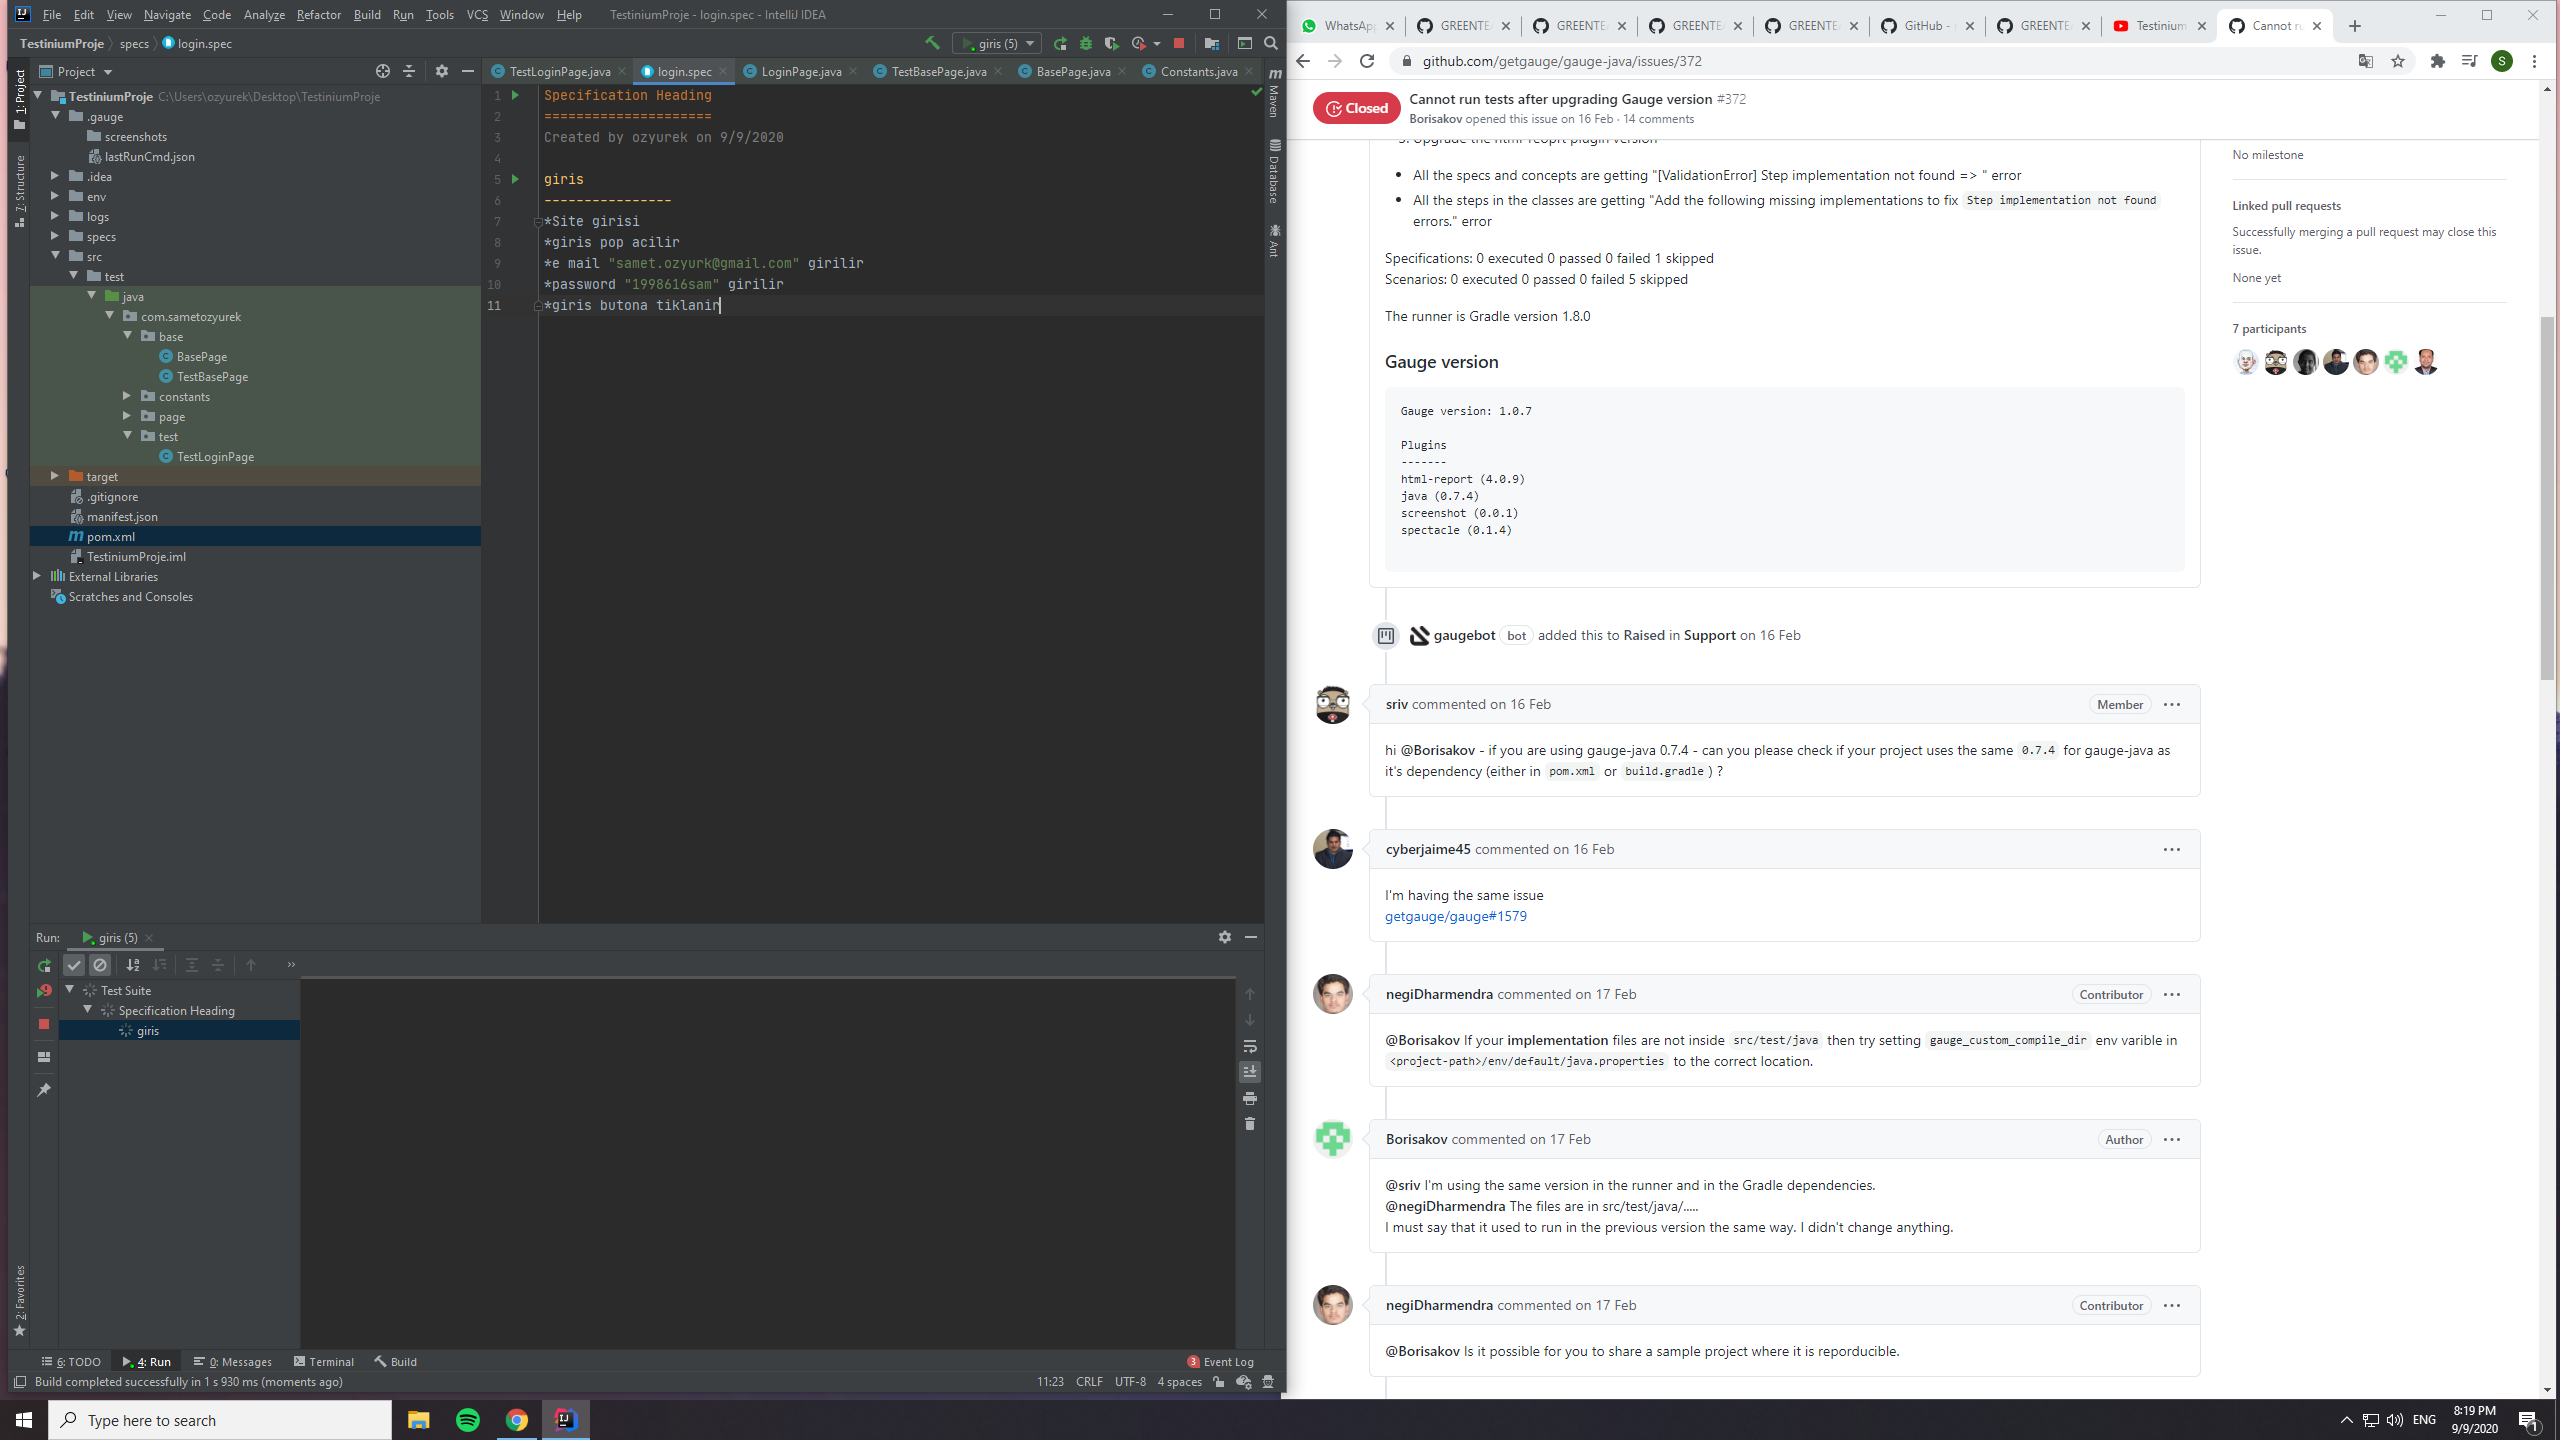 File Edit View Navigate Code Analyze Refactor Build Run Tools VCS Window Help TestiniumProje - login.spec - IntelliJ IDEA
TestiniumProje specs login.spec giris (5)
Project
TestLoginPage.java login.spec LoginPage.java TestBasePage.java BasePage.java Constants.java
1: Project
7: Structure
2: Favorites
TestiniumProje C:\Users\ozyurek\Desktop\TestiniumProje
.gauge
screenshots
lastRunCmd.json
.idea
env
logs
specs
src
test
java
com.sametozyurek
base
BasePage
TestBasePage
constants
page
test
TestLoginPage
target
.gitignore
manifest.json
pom.xml
TestiniumProje.iml
External Libraries
Scratches and Consoles
1 Specification Heading
2 =====================
3 Created by ozyurek on 9/9/2020
4
5 giris
6 ----------------
7 *Site girisi
8 *giris pop acilir
9 *e mail "samet.ozyurk@gmail.com" girilir
10 *password "1998616sam" girilir
11 *giris butona tiklanir
Maven
Database
Ant
Run: giris (5)
Test Suite
Specification Heading
giris
6: TODO 4: Run 0: Messages Terminal Build 3 Event Log
Build completed successfully in 1 s 930 ms (moments ago) 11:23 CRLF UTF-8 4 spaces
WhatsApp GREENTE GREENTE GREENTE GREENTE GitHub - GREENTE Testinium Cannot ru
github.com/getgauge/gauge-java/issues/372 S
Closed Cannot run tests after upgrading Gauge version #372
Borisakov opened this issue on 16 Feb · 14 comments
3. Upgrade the html-reoprt plugin version
All the specs and concepts are getting "[ValidationError] Step implementation not found => " error
All the steps in the classes are getting "Add the following missing implementations to fix Step implementation not found
errors." error
Specifications: 0 executed 0 passed 0 failed 1 skipped
Scenarios: 0 executed 0 passed 0 failed 5 skipped
The runner is Gradle version 1.8.0
Gauge version
Gauge version: 1.0.7
Plugins
-------
html-report (4.0.9)
java (0.7.4)
screenshot (0.0.1)
spectacle (0.1.4)
No milestone
Linked pull requests
Successfully merging a pull request may close this
issue.
None yet
7 participants
gaugebot bot added this to Raised in Support on 16 Feb
sriv commented on 16 Feb Member
hi @Borisakov - if you are using gauge-java 0.7.4 - can you please check if your project uses the same 0.7.4 for gauge-java as
it's dependency (either in pom.xml or build.gradle) ?
cyberjaime45 commented on 16 Feb
I'm having the same issue
getgauge/gauge#1579
negiDharmendra commented on 17 Feb Contributor
@Borisakov If your implementation files are not inside src/test/java then try setting gauge_custom_compile_dir env varible in
<project-path>/env/default/java.properties to the correct location.
Borisakov commented on 17 Feb Author
@sriv I'm using the same version in the runner and in the Gradle dependencies.
@negiDharmendra The files are in src/test/java/.....
I must say that it used to run in the previous version the same way. I didn't change anything.
negiDharmendra commented on 17 Feb Contributor
@Borisakov Is it possible for you to share a sample project where it is reporducible.
Type here to search
ENG
8:19 PM
9/9/2020
1